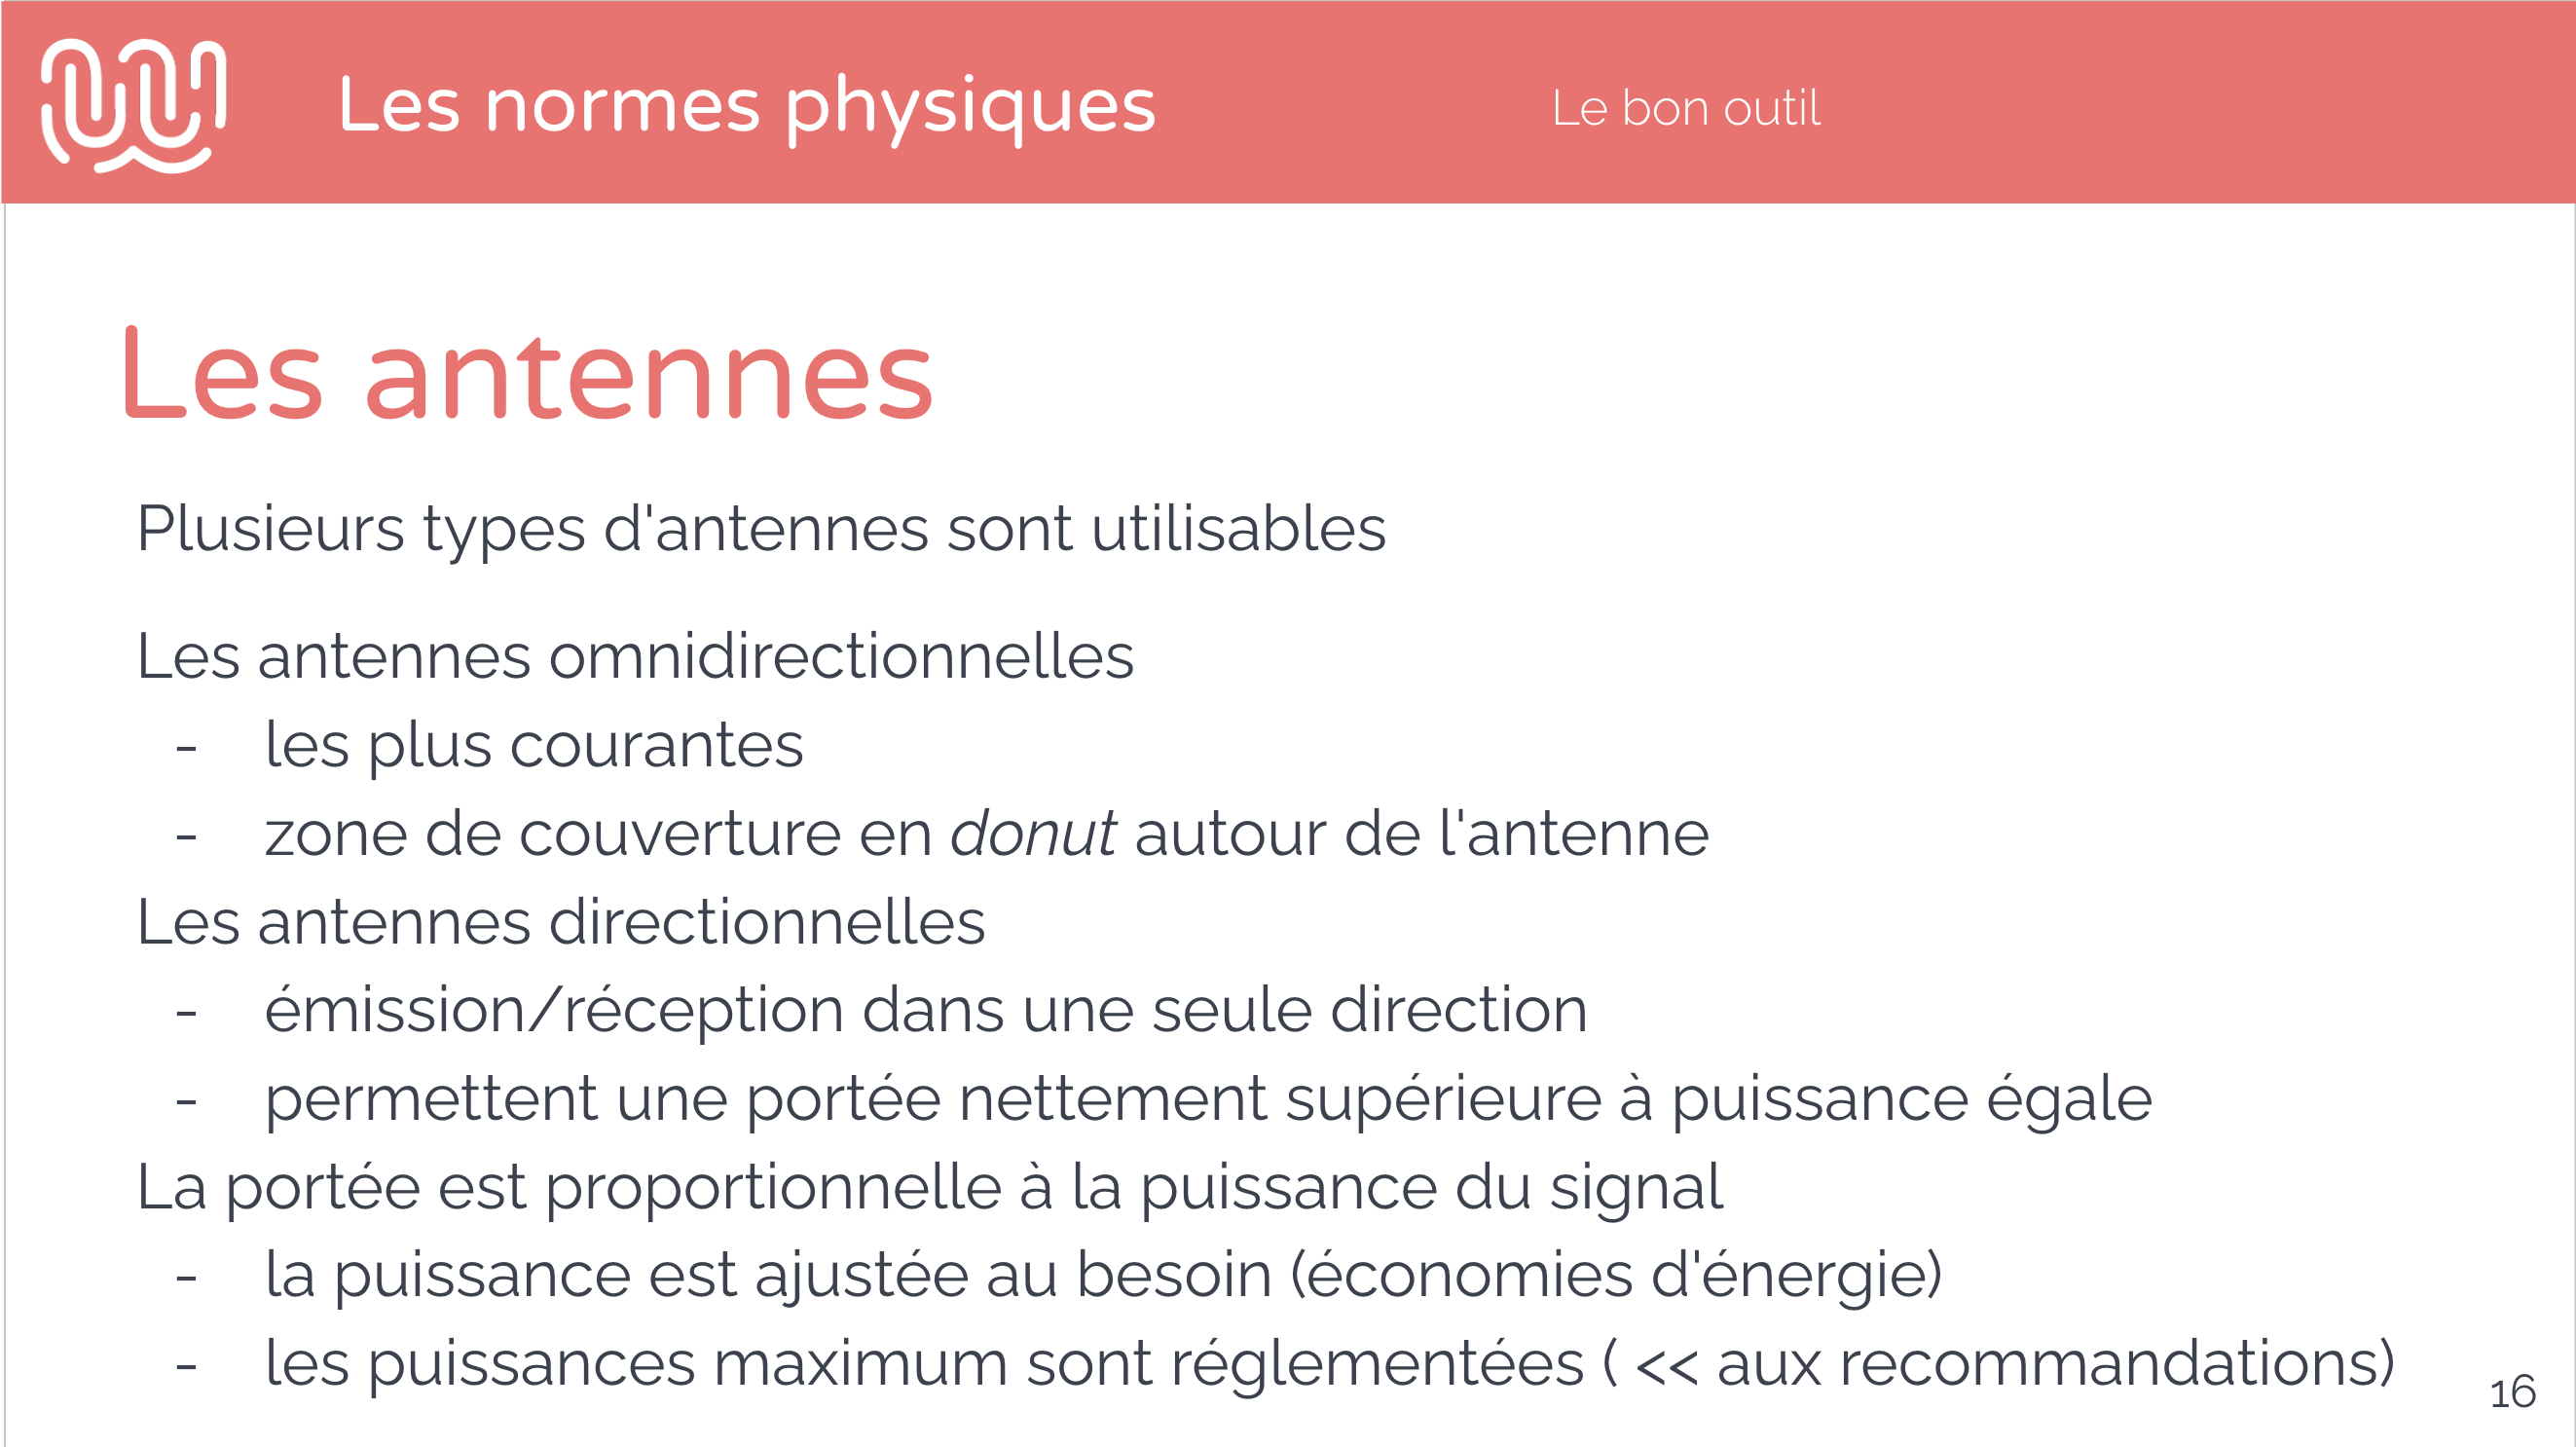 Les normes physiques
Le bon outil
Les antennes
Plusieurs types d'antennes sont utilisables
Les antennes omnidirectionnelles
- les plus courantes
- zone de couverture en donut autour de l'antenne
Les antennes directionnelles
- émission/réception dans une seule direction
- permettent une portée nettement supérieure à puissance égale
La portée est proportionnelle à la puissance du signal
- la puissance est ajustée au besoin (économies d'énergie)
- les puissances maximum sont réglementées ( << aux recommandations)
16